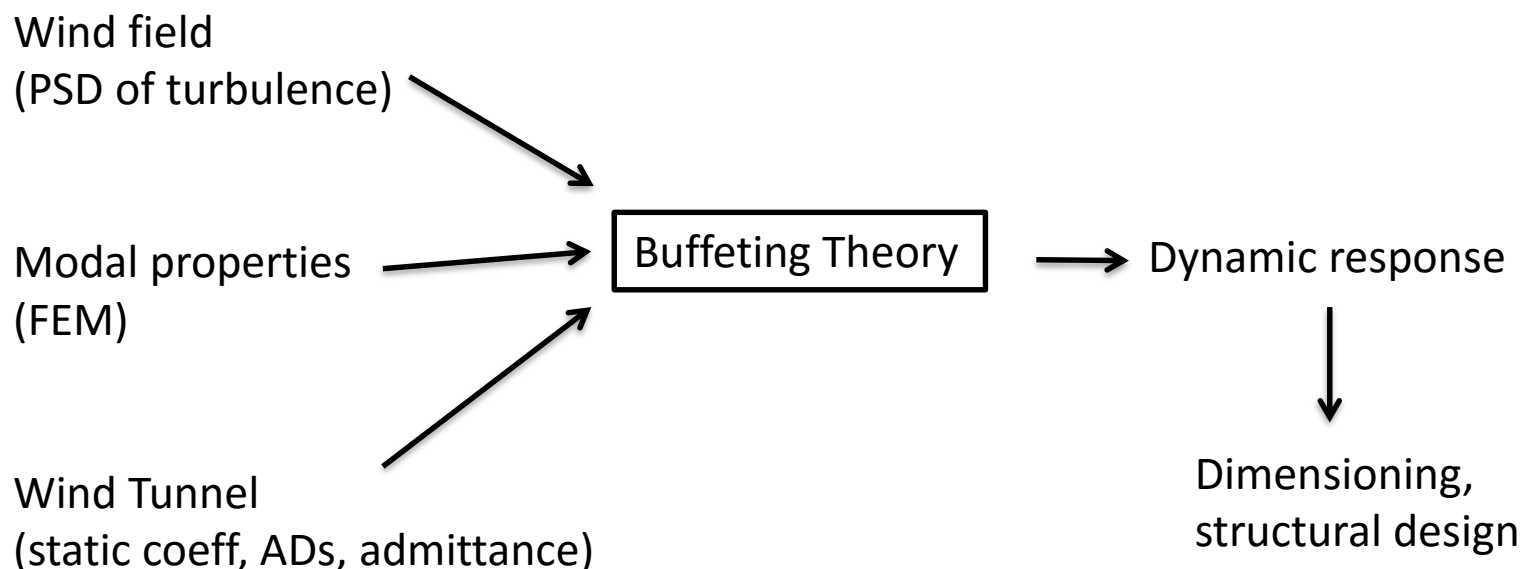 Wind field
(PSD of turbulence)
Modal properties
(FEM)
Wind Tunnel
(static coeff, ADs, admittance)
Buffeting Theory
Dynamic response
Dimensioning,
structural design